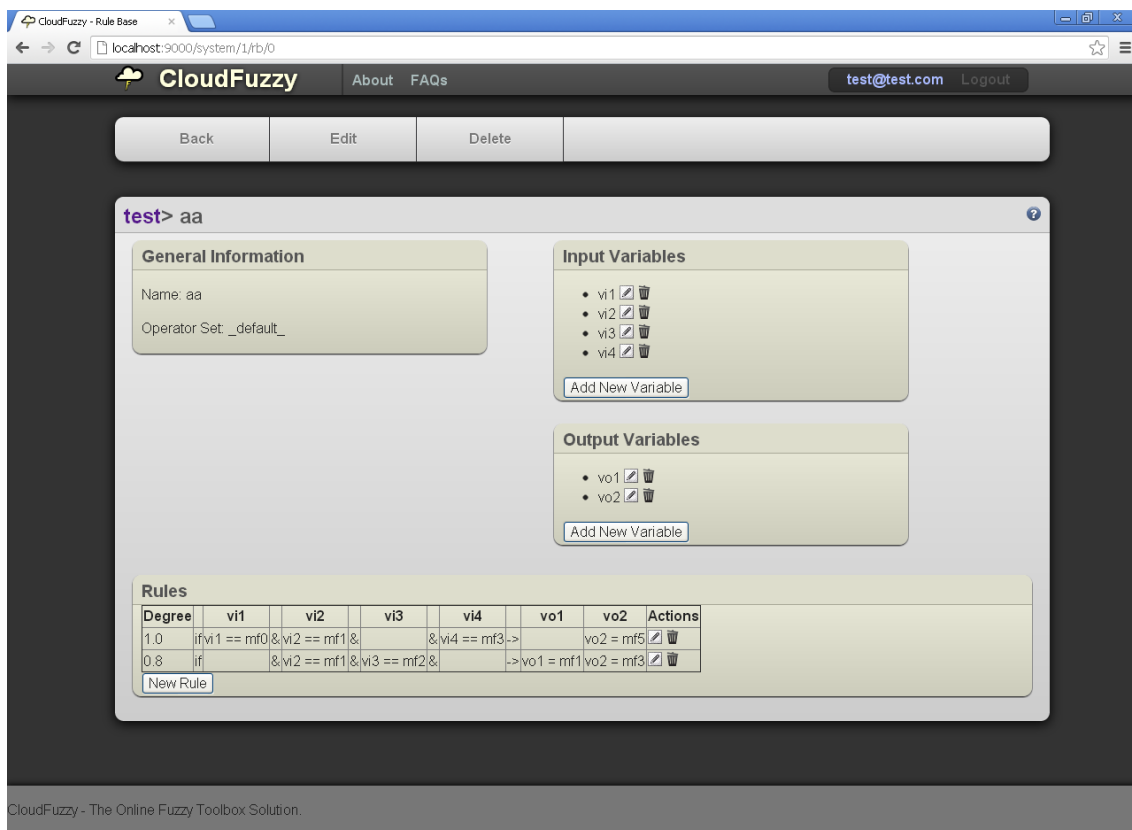 CloudFuzzy - Rule Base
localhost:9000/system/1/rb/0
CloudFuzzy About FAQs test@test.com Logout
Back Edit Delete
test> aa
General Information
Name: aa
Operator Set: _default_
Input Variables
vi1
vi2
vi3
vi4
Add New Variable
Output Variables
vo1
vo2
Add New Variable
Rules
Degree vi1 vi2 vi3 vi4 vo1 vo2 Actions
1.0 if vi1 == mf0 & vi2 == mf1 & & vi4 == mf3 -> vo2 = mf5
0.8 if & vi2 == mf1 & vi3 == mf2 & -> vo1 = mf1 vo2 = mf3
New Rule
CloudFuzzy - The Online Fuzzy Toolbox Solution.